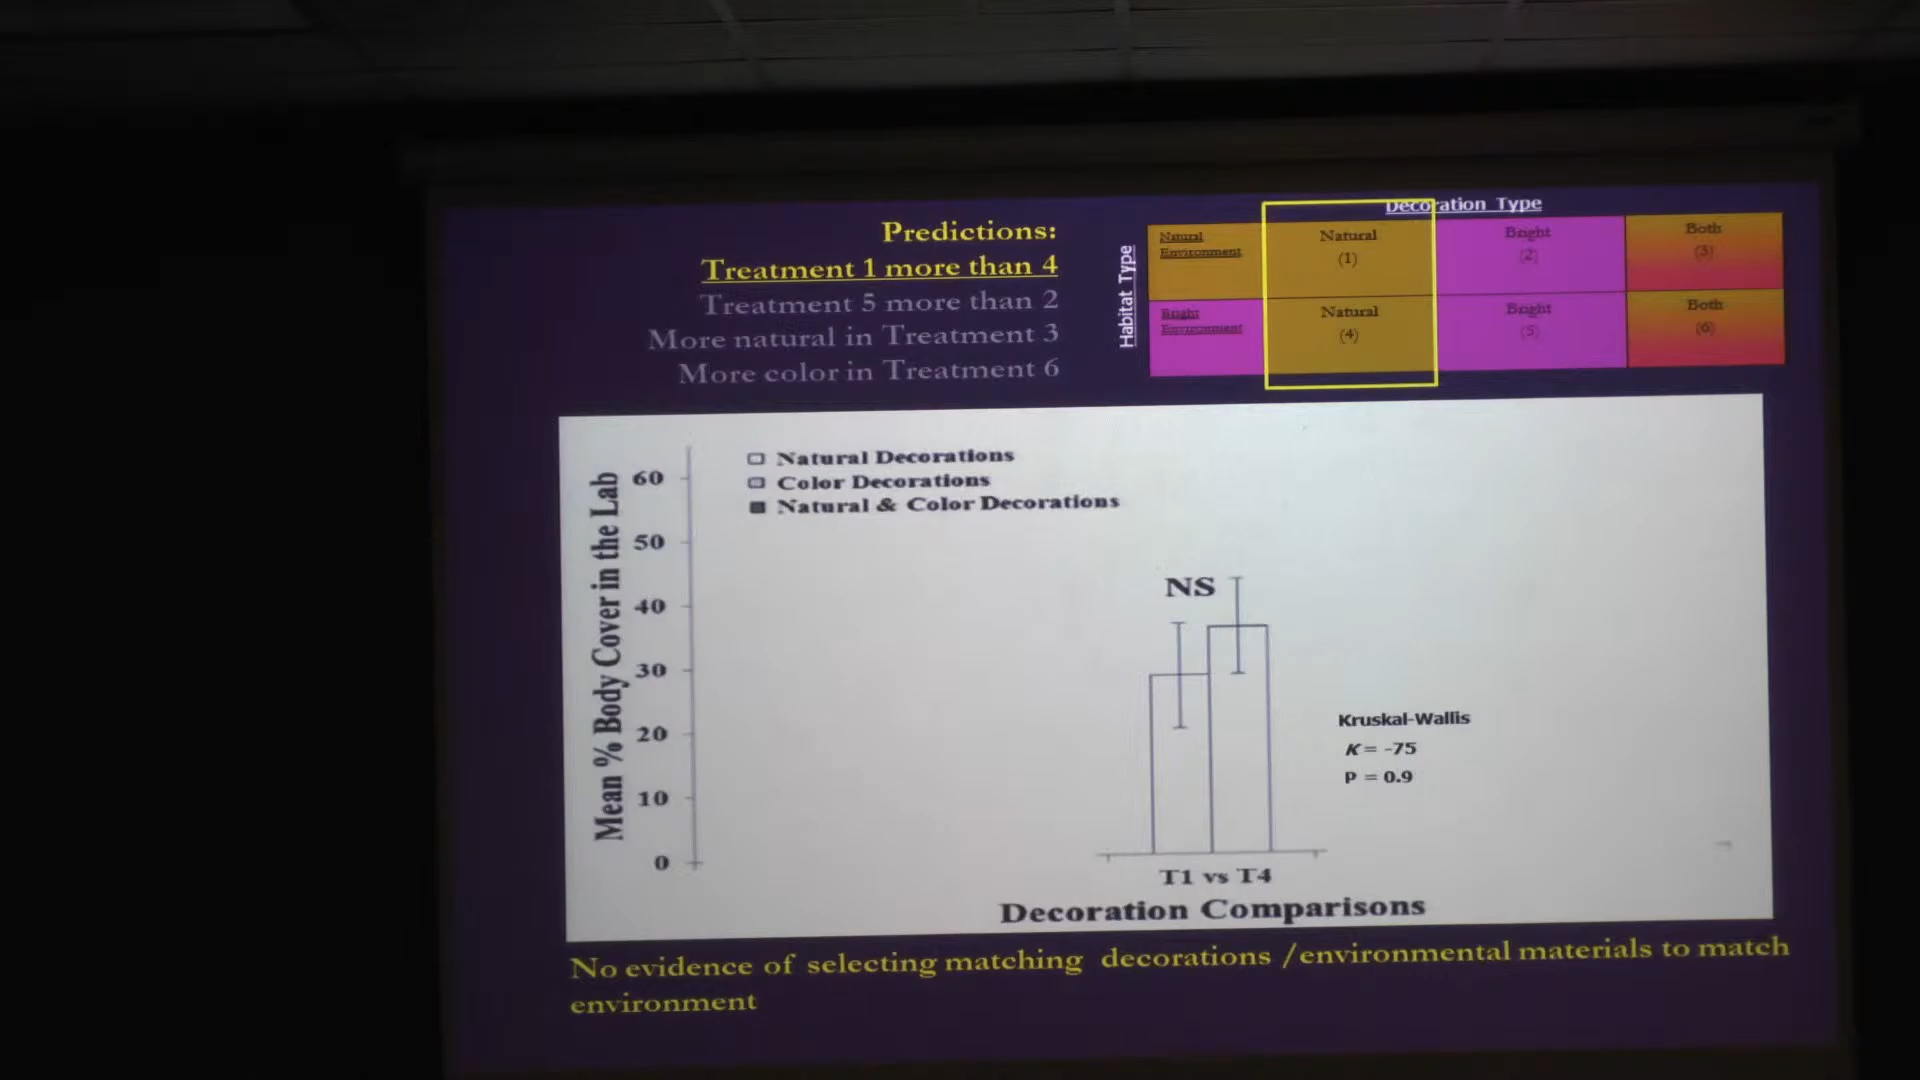 Predictions:
Treatment 1 more than 4
Treatment 5 more than 2
More natural in Treatment 3
More color in Treatment 6
Decoration Type
Habitat Type
Natural Environment
Natural (1)
Bright (2)
Both (3)
Bright Environment
Natural (4)
Bright (5)
Both (6)
Mean % Body Cover in the Lab
60
50
40
30
20
10
0
Natural Decorations
Color Decorations
Natural & Color Decorations
NS
Kruskal-Wallis
K = -75
P = 0.9
T1 vs T4
Decoration Comparisons
No evidence of selecting matching decorations /environmental materials to match
environment